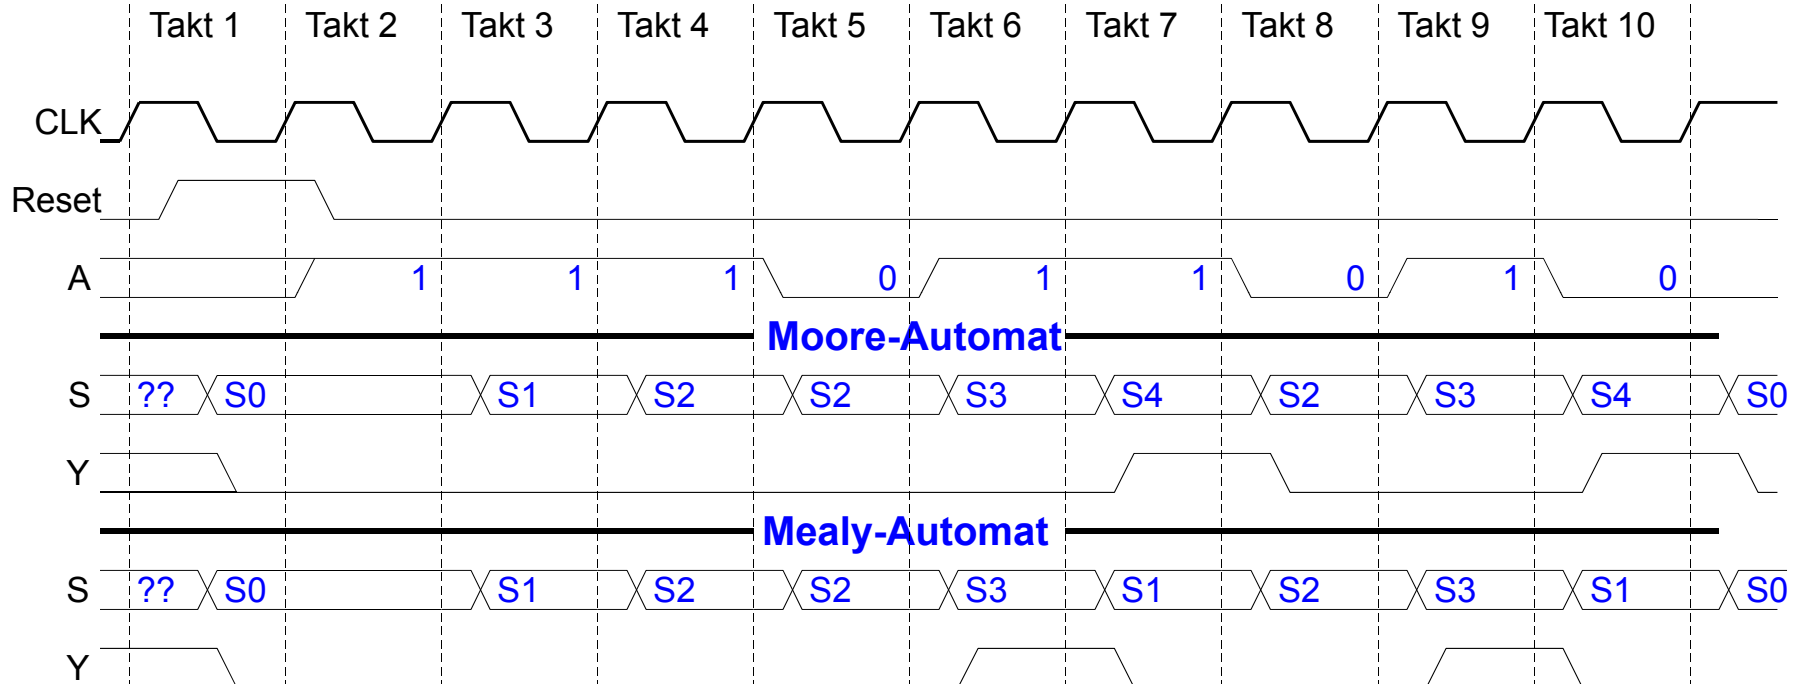 Takt 1 Takt 2 Takt 3 Takt 4 Takt 5 Takt 6 Takt 7 Takt 8 Takt 9 Takt 10
CLK
Reset
A 1 1 1 0 1 1 0 1 0
Moore-Automat
S ?? S0 S1 S2 S2 S3 S4 S2 S3 S4 S0
Y
Mealy-Automat
S ?? S0 S1 S2 S2 S3 S1 S2 S3 S1 S0
Y